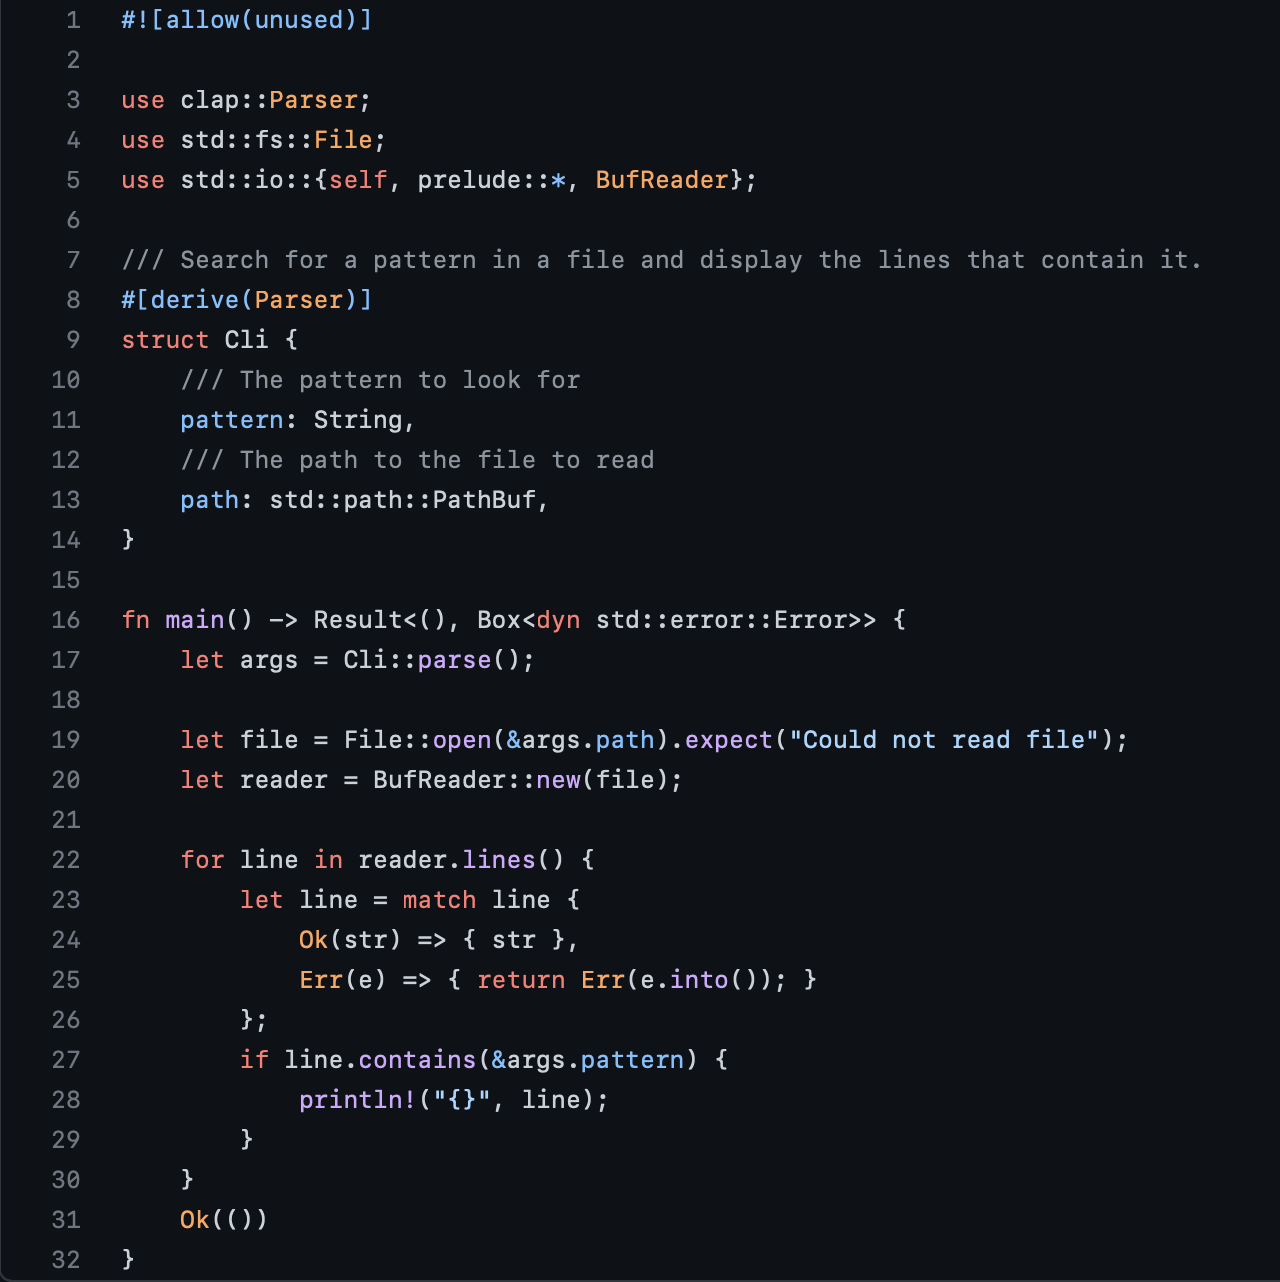 1 #![allow(unused)]
2
3 use clap::Parser;
4 use std::fs::File;
5 use std::io::{self, prelude::*, BufReader};
6
7 /// Search for a pattern in a file and display the lines that contain it.
8 #[derive(Parser)]
9 struct Cli {
10     /// The pattern to look for
11     pattern: String,
12     /// The path to the file to read
13     path: std::path::PathBuf,
14 }
15
16 fn main() -> Result<(), Box<dyn std::error::Error>> {
17     let args = Cli::parse();
18
19     let file = File::open(&args.path).expect("Could not read file");
20     let reader = BufReader::new(file);
21
22     for line in reader.lines() {
23         let line = match line {
24             Ok(str) => { str },
25             Err(e) => { return Err(e.into()); }
26         };
27         if line.contains(&args.pattern) {
28             println!("{}", line);
29         }
30     }
31     Ok(())
32 }